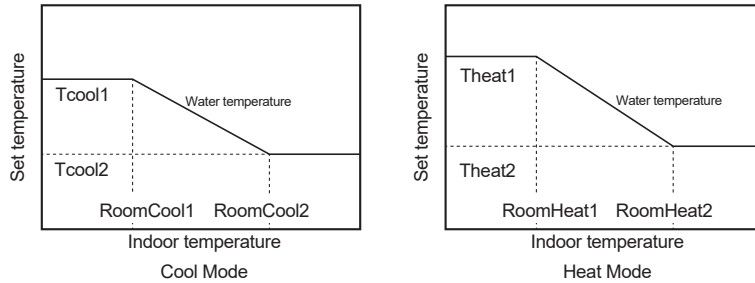 Set temperature
Tcool1
Water temperature
Tcool2
RoomCool1 RoomCool2
Indoor temperature
Cool Mode
Set temperature
Theat1
Water temperature
Theat2
RoomHeat1 RoomHeat2
Indoor temperature
Heat Mode